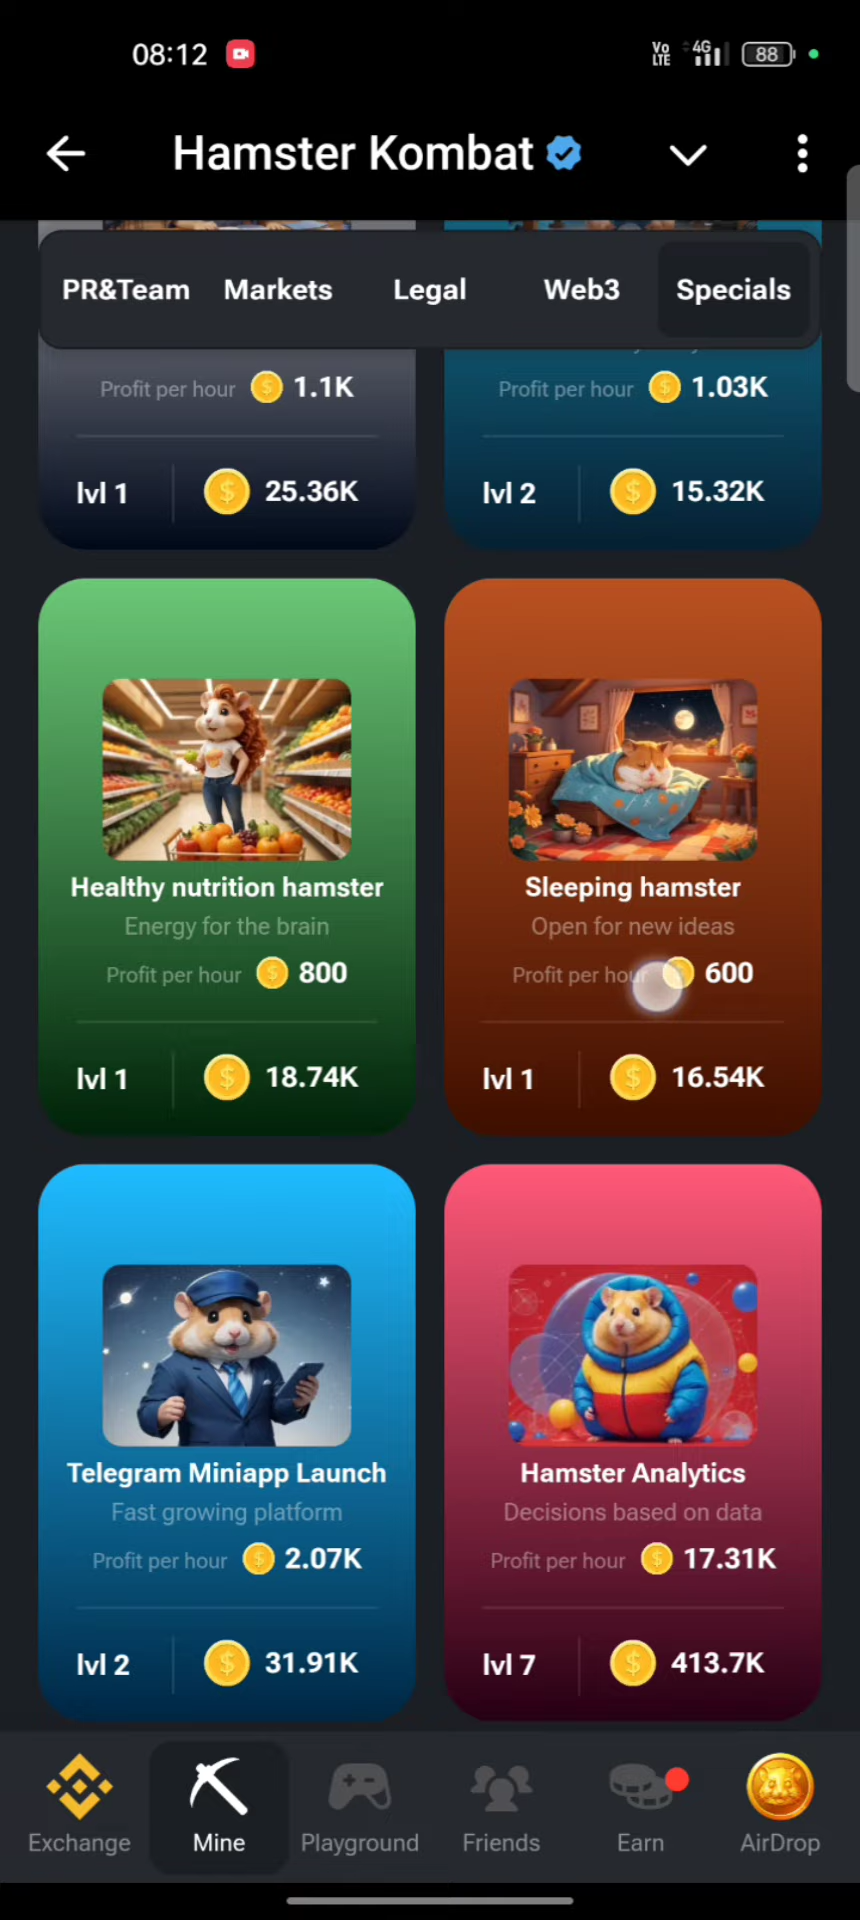 08:12
Vo LTE 4G 88
Hamster Kombat
PR&Team Markets Legal Web3 Specials
Profit per hour 1.1K
lvl 1 25.36K
Profit per hour 1.03K
lvl 2 15.32K
Healthy nutrition hamster
Energy for the brain
Profit per hour 800
lvl 1 18.74K
Sleeping hamster
Open for new ideas
Profit per hour 600
lvl 1 16.54K
Telegram Miniapp Launch
Fast growing platform
Profit per hour 2.07K
lvl 2 31.91K
Hamster Analytics
Decisions based on data
Profit per hour 17.31K
lvl 7 413.7K
Exchange Mine Playground Friends Earn AirDrop